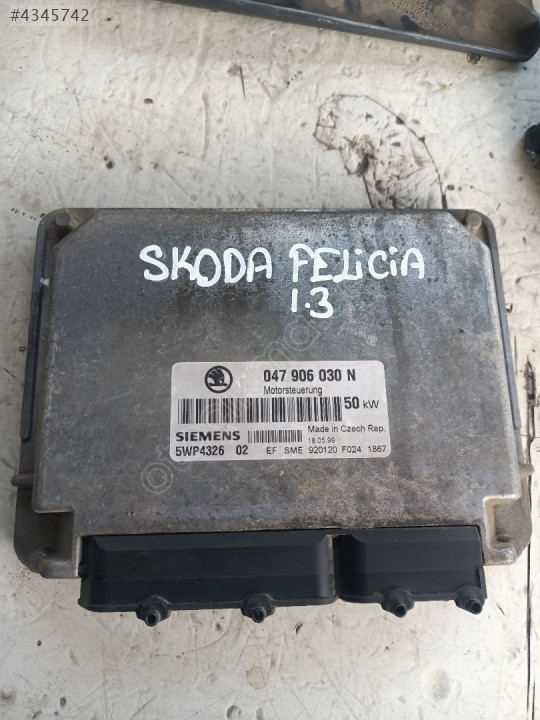 #4345742
SKODA FELICIA
1.3
047 906 030 N
Motorsteuerung
50 kW
SIEMENS
Made in Czech Rep.
18.05.99
5WP4326 02 EF SME 920120 F024 1867